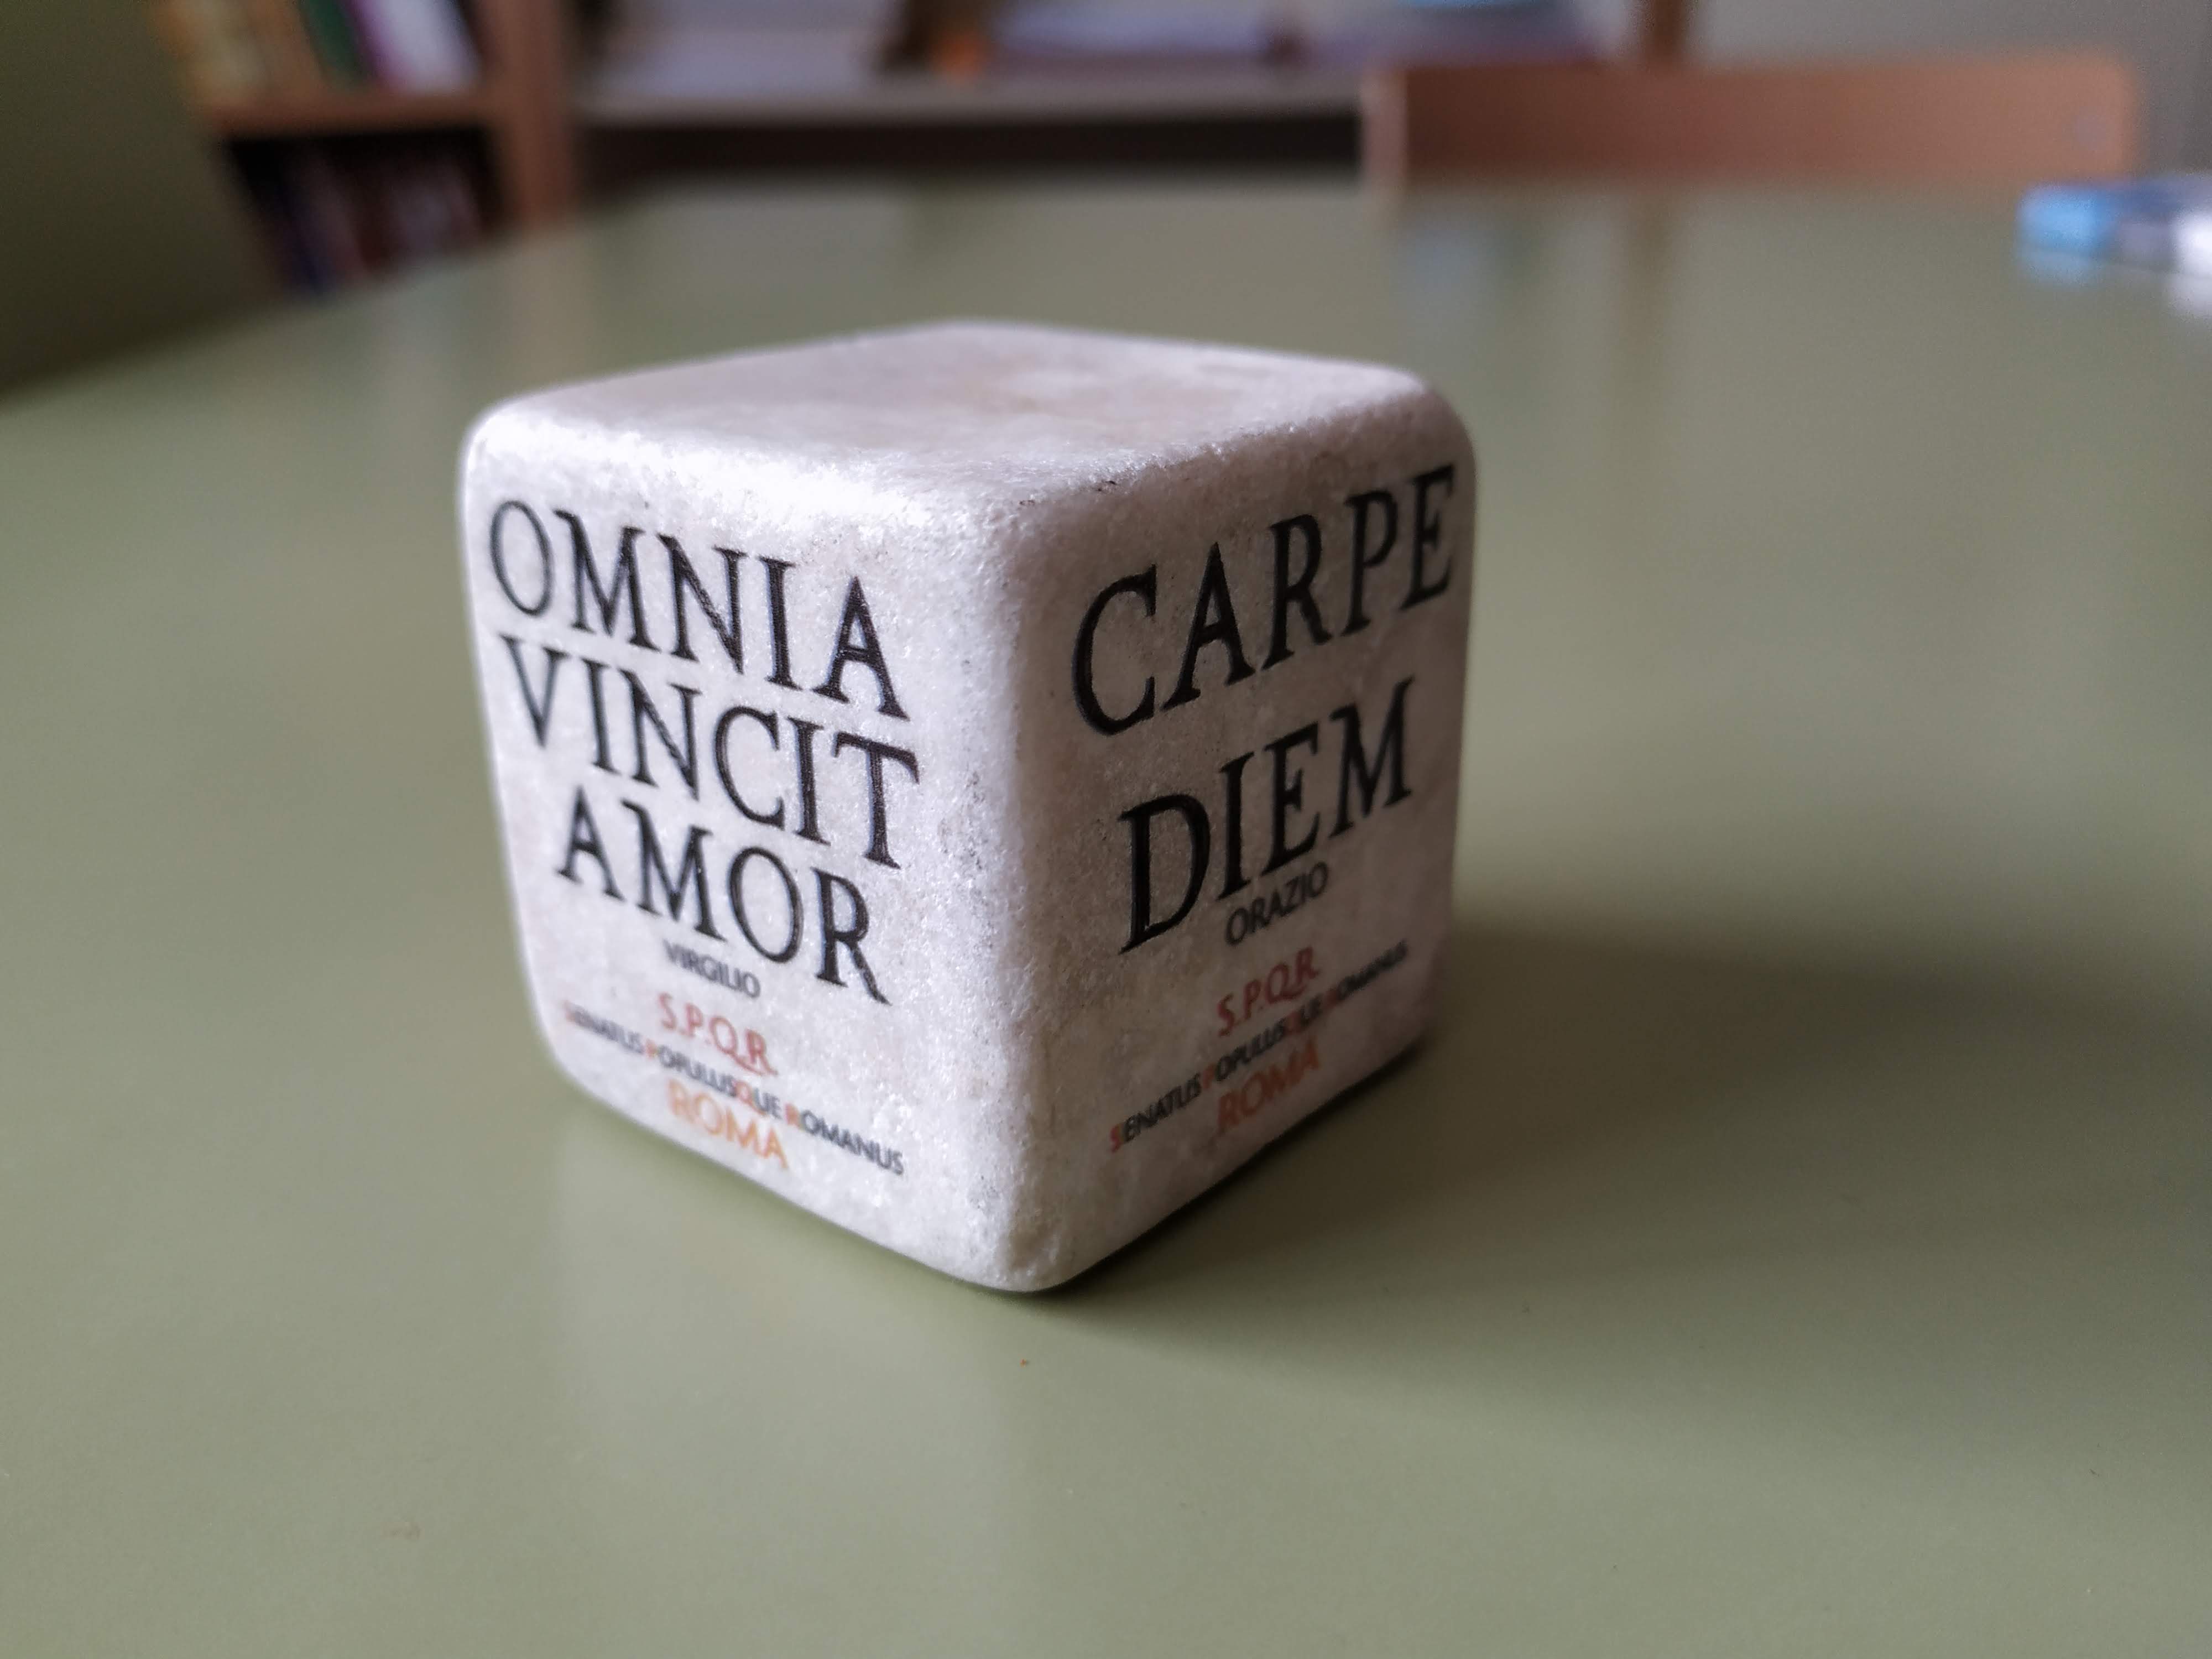 OMNIA
VINCIT
AMOR
VIRGILIO
S.P.Q.R
SENATUS POPULUSQUE ROMANUS
ROMA
CARPE
DIEM
ORAZIO
S.P.Q.R
SENATUS POPULUSQUE ROMANUS
ROMA